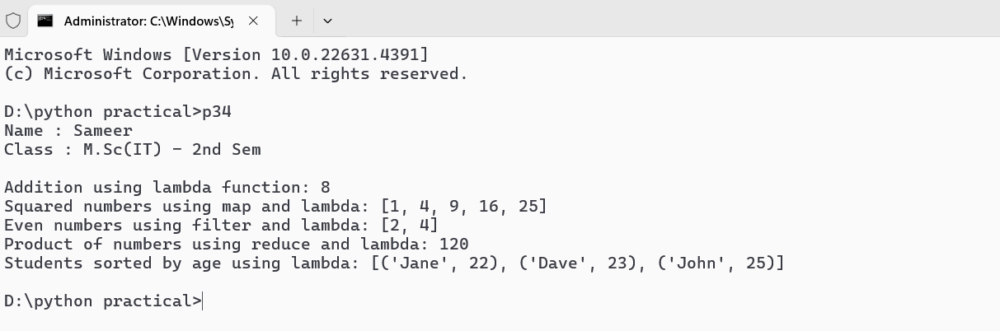 Administrator: C:\Windows\Sy
Microsoft Windows [Version 10.0.22631.4391]
(c) Microsoft Corporation. All rights reserved.
D:\python practical>p34
Name : Sameer
Class : M.Sc(IT) - 2nd Sem
Addition using lambda function: 8
Squared numbers using map and lambda: [1, 4, 9, 16, 25]
Even numbers using filter and lambda: [2, 4]
Product of numbers using reduce and lambda: 120
Students sorted by age using lambda: [('Jane', 22), ('Dave', 23), ('John', 25)]
D:\python practical>